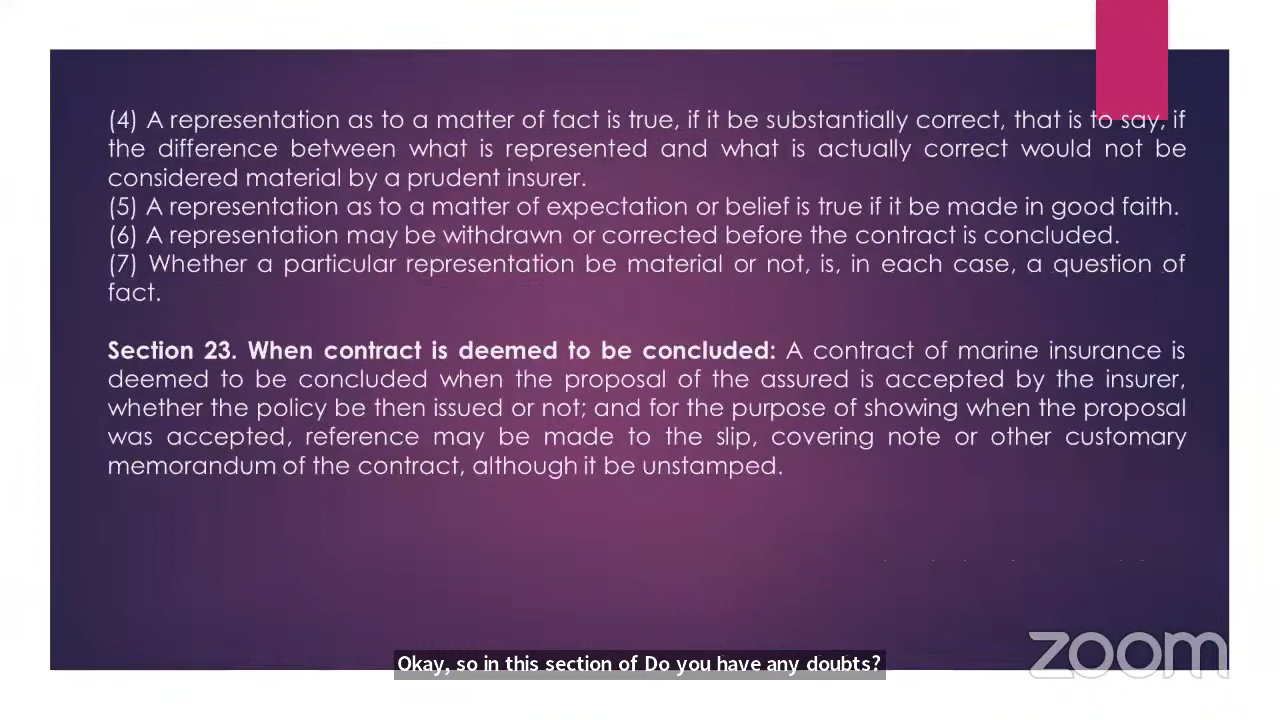 (4) A representation as to a matter of fact is true, if it be substantially correct, that is to say, if
the difference between what is represented and what is actually correct would not be
considered material by a prudent insurer.
(5) A representation as to a matter of expectation or belief is true if it be made in good faith.
(6) A representation may be withdrawn or corrected before the contract is concluded.
(7) Whether a particular representation be material or not, is, in each case, a question of
fact.
Section 23. When contract is deemed to be concluded: A contract of marine insurance is
deemed to be concluded when the proposal of the assured is accepted by the insurer,
whether the policy be then issued or not; and for the purpose of showing when the proposal
was accepted, reference may be made to the slip, covering note or other customary
memorandum of the contract, although it be unstamped.
zoom
Okay, so in this section of Do you have any doubts?